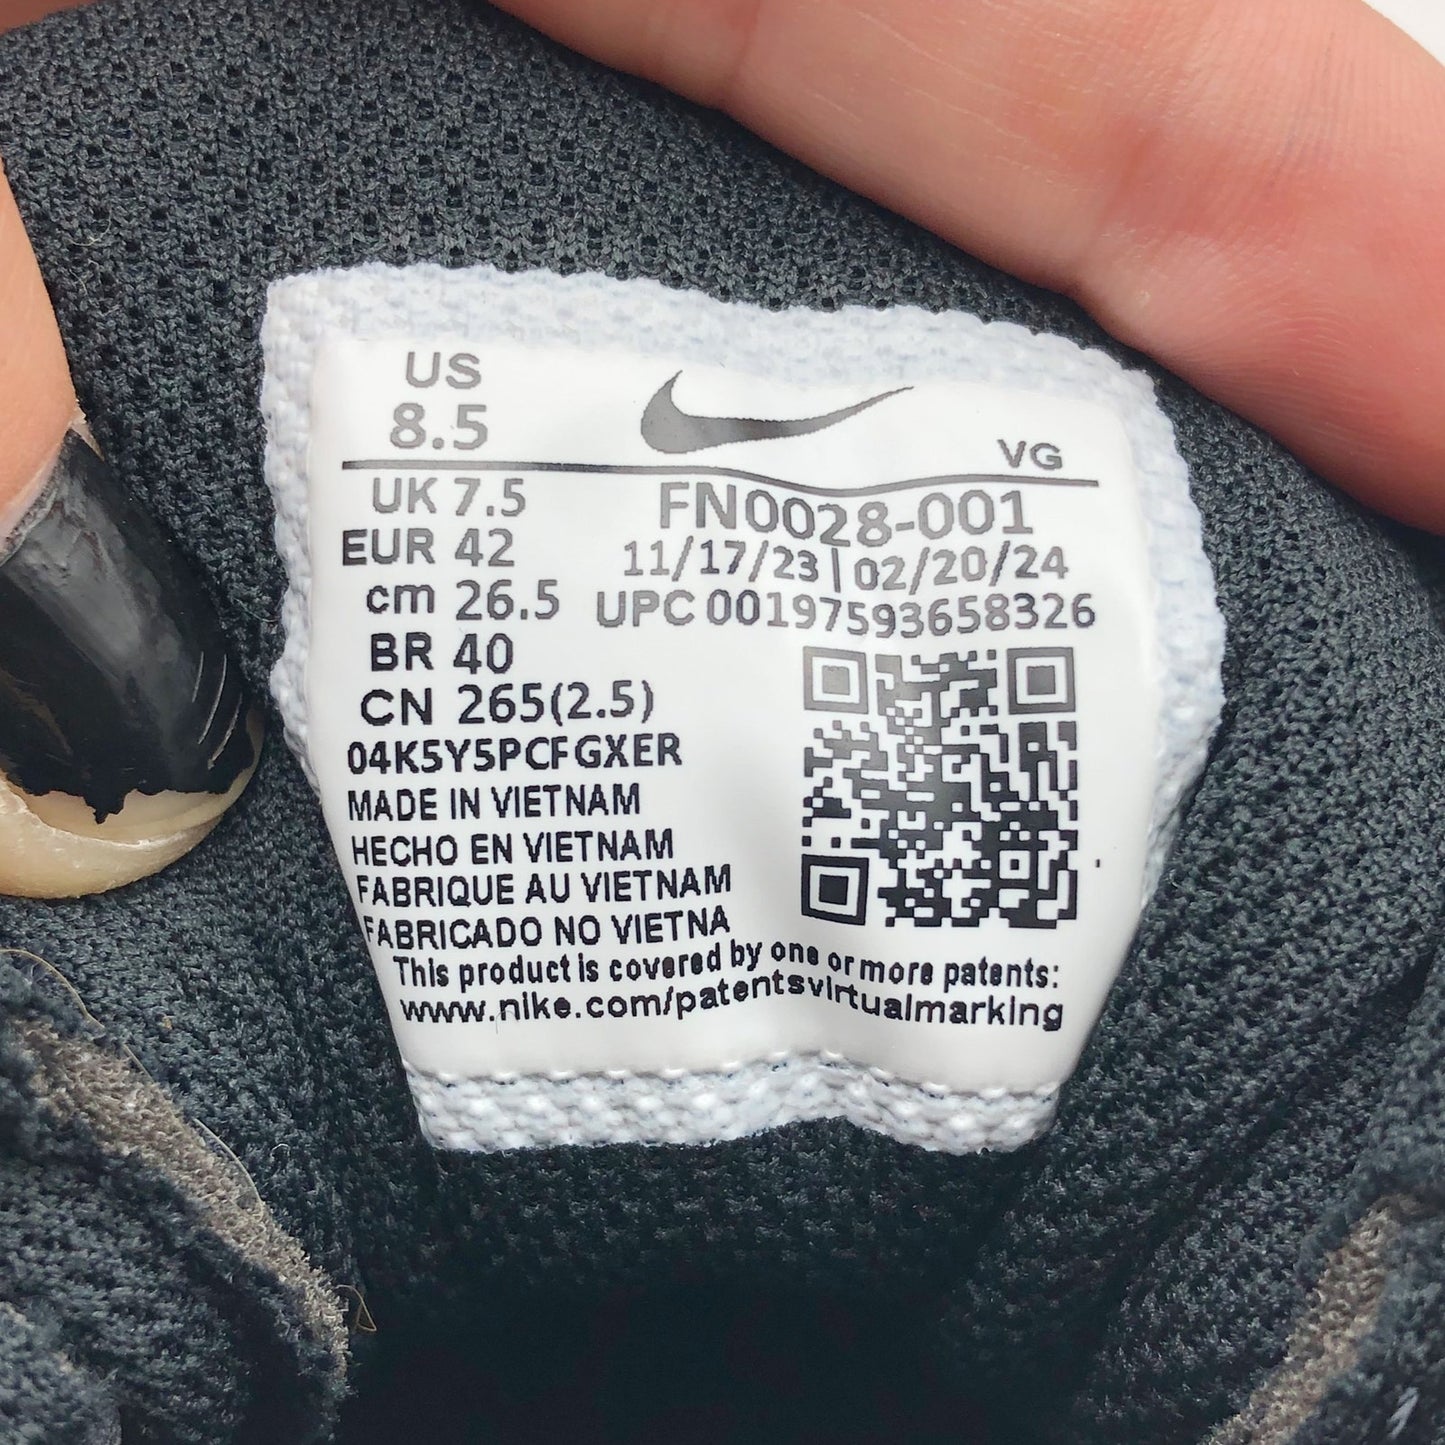 US
8.5
VG
UK 7.5
FN0028-001
EUR 42
11/17/23|02/20/24
cm 26.5
UPC 00197593658326
BR 40
CN 265(2.5)
04K5Y5PCFGXER
MADE IN VIETNAM
HECHO EN VIETNAM
FABRIQUE AU VIETNAM
FABRICADO NO VIETNA
This product is covered by one or more patents:
www.nike.com/patentsvirtualmarking